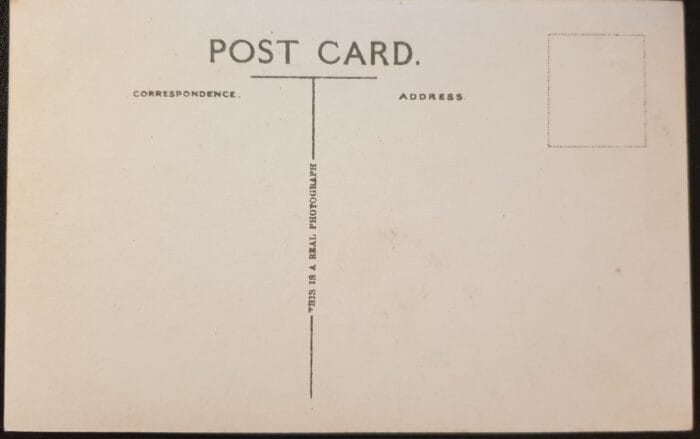 POST CARD.
CORRESPONDENCE.
ADDRESS.
THIS IS A REAL PHOTOGRAPH